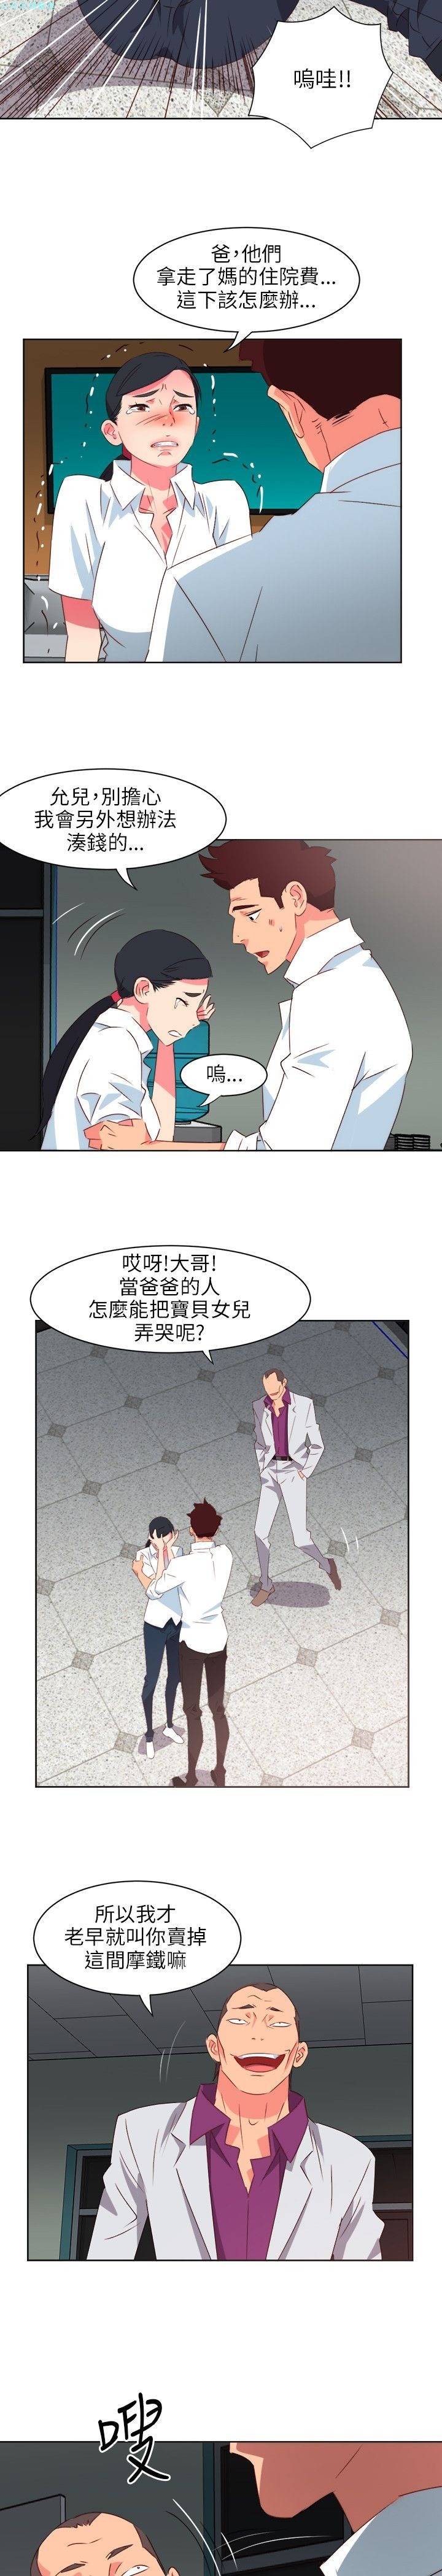 嗚哇!!
爸,他們
拿走了媽的住院費...
這下該怎麼辦...
允兒,別擔心
我會另外想辦法
湊錢的...
嗚...
哎呀!大哥!
當爸爸的人
怎麼能把寶貝女兒
弄哭呢?
所以我才
老早就叫你賣掉
這間摩鐵嘛
嗖